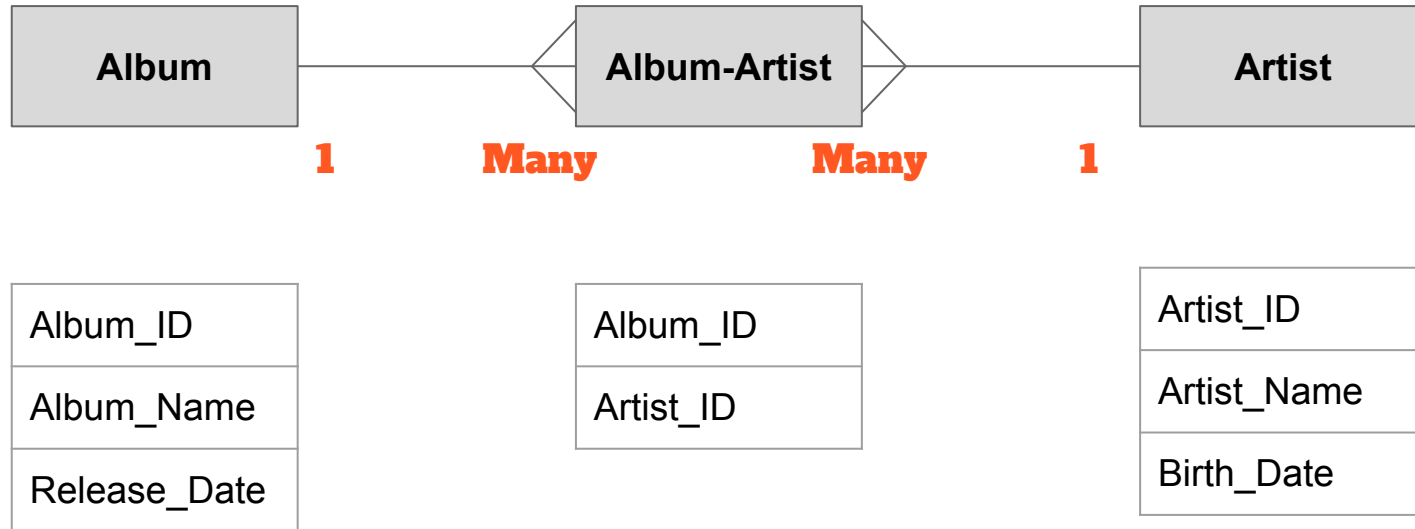 Album
Album-Artist
Artist
1
Many
Many
1
Album_ID
Album_Name
Release_Date
Album_ID
Artist_ID
Artist_ID
Artist_Name
Birth_Date